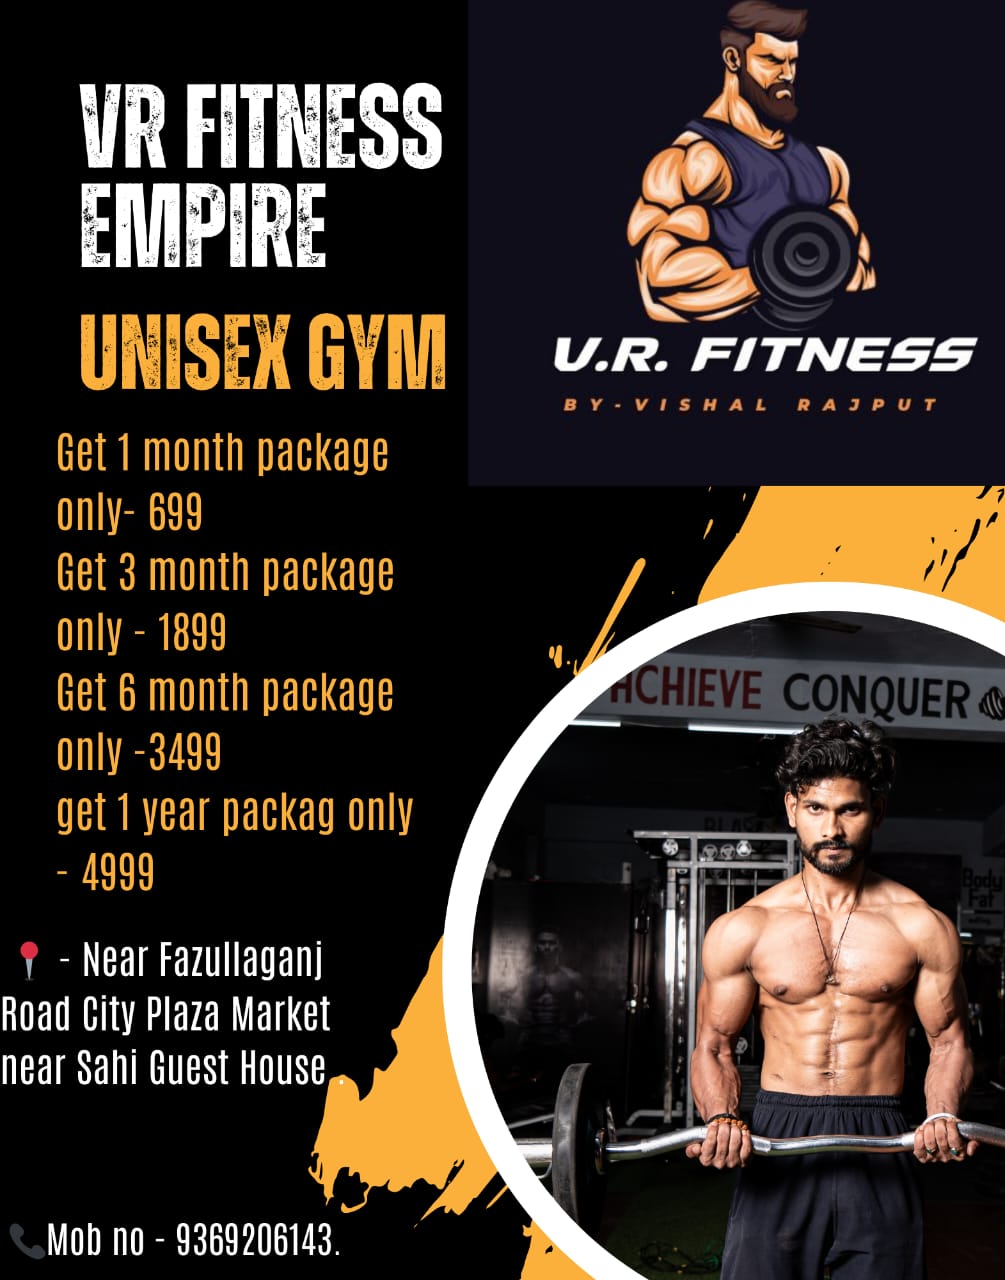 VR FITNESS
EMPIRE
UNISEX GYM
Get 1 month package
only- 699
Get 3 month package
only - 1899
Get 6 month package
only -3499
get 1 year packag only
- 4999
- Near Fazullaganj
Road City Plaza Market
near Sahi Guest House .
Mob no - 9369206143.
U.R. FITNESS
BY-VISHAL RAJPUT
ACHIEVE CONQUER
Body
Fat